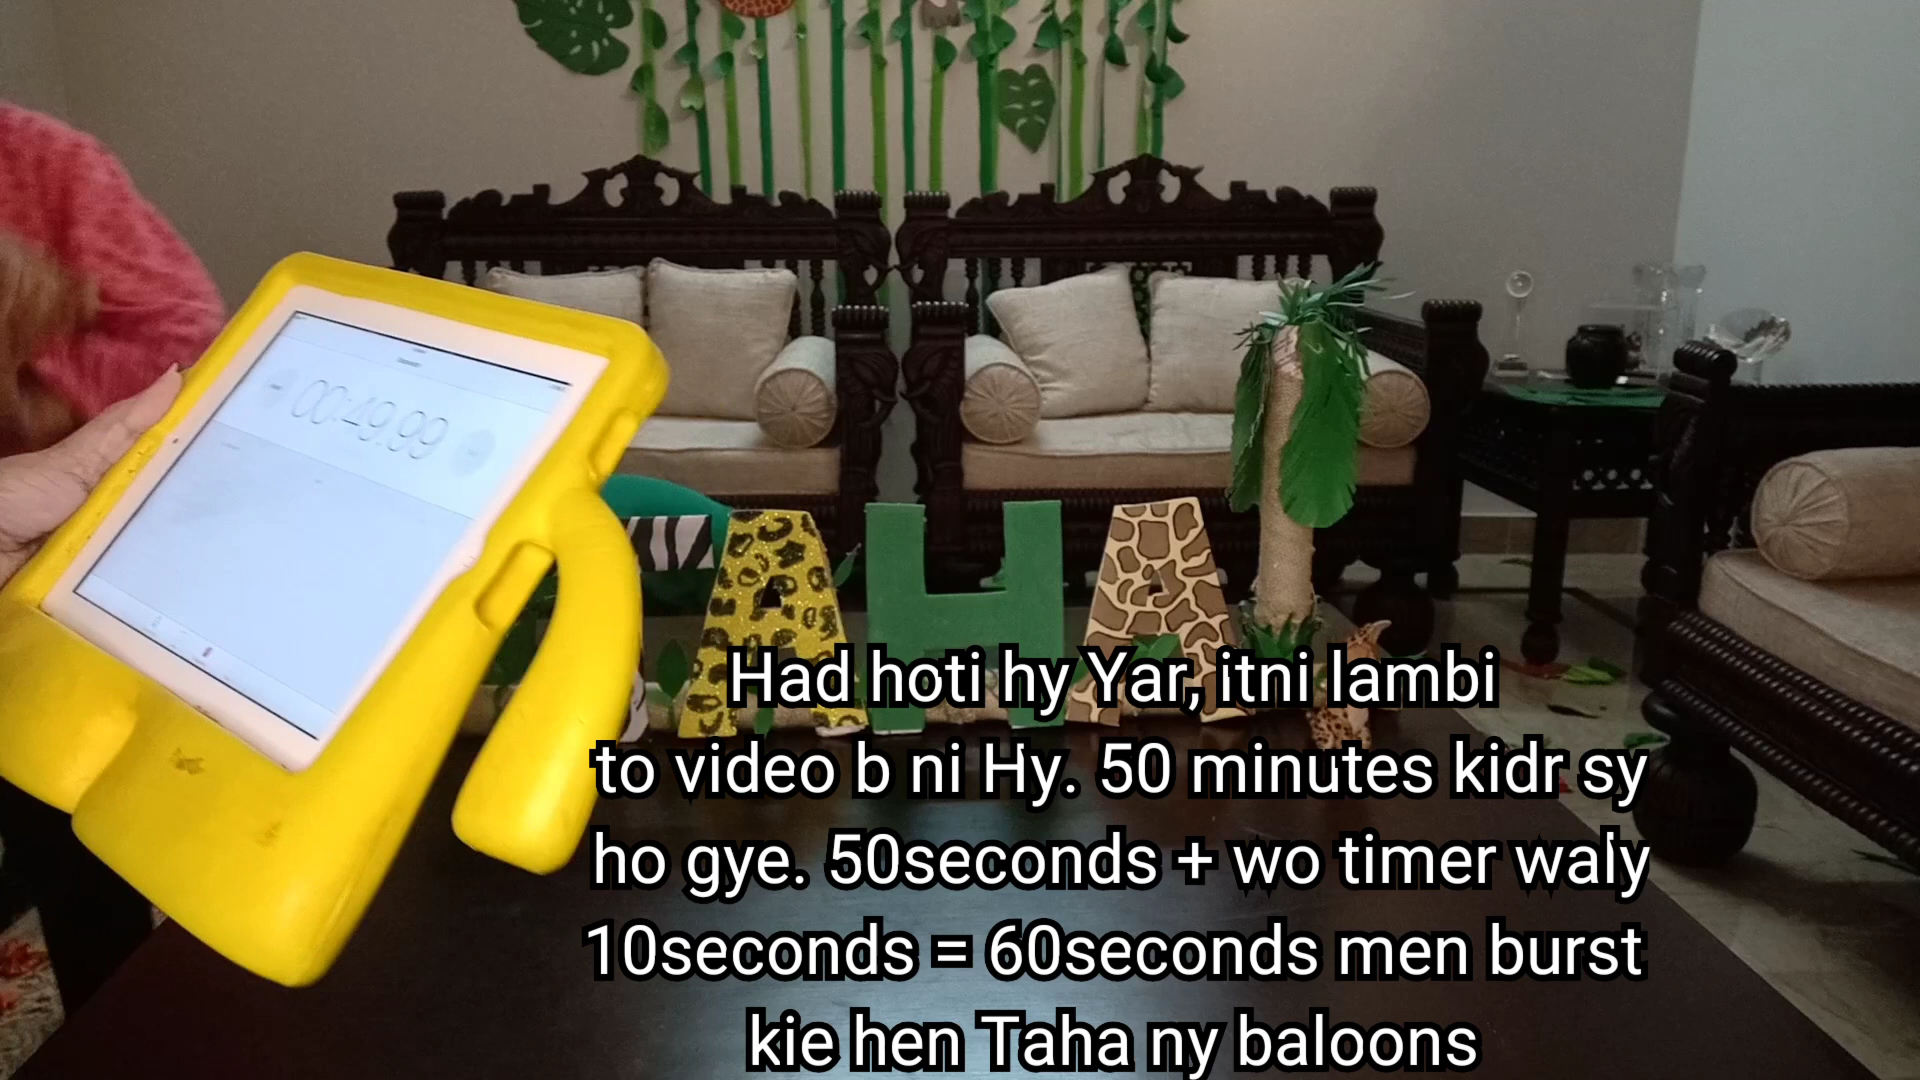 00:49.99
TAHA
Had hoti hy Yar, itni lambi
to video b ni Hy. 50 minutes kidr sy
ho gye. 50seconds + wo timer waly
10seconds = 60seconds men burst
kie hen Taha ny baloons